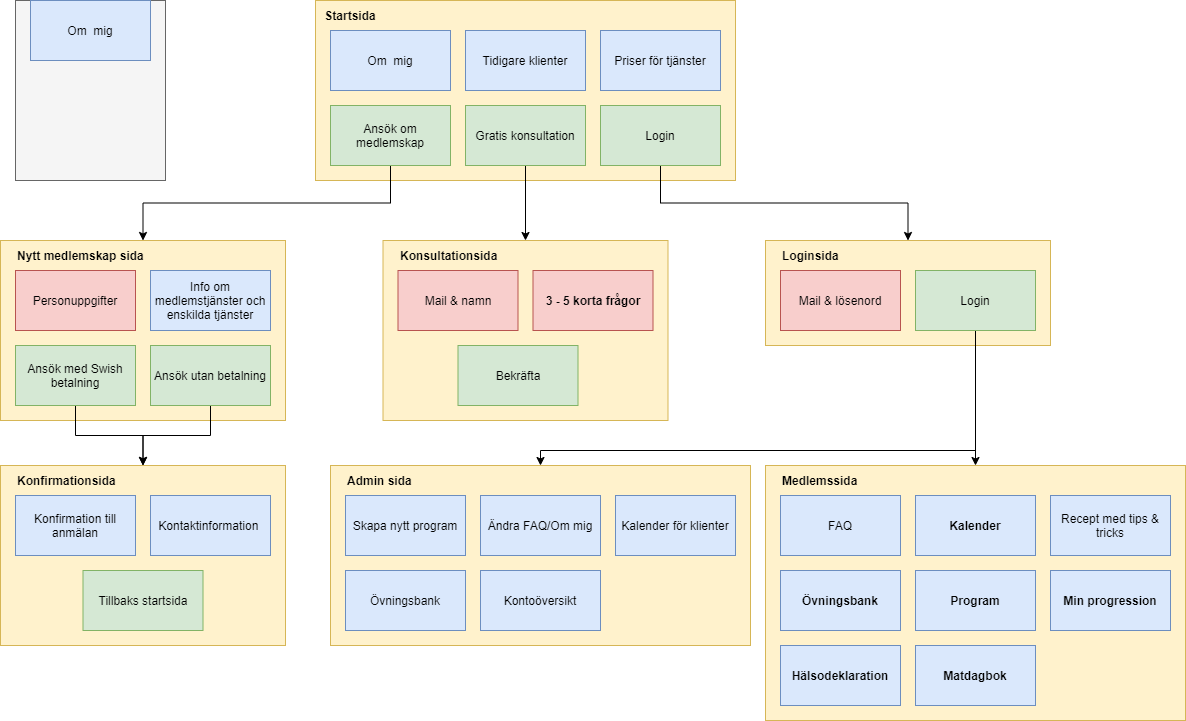 Om  mig
Startsida
Om  mig
Tidigare klienter
Priser för tjänster
Ansök om
medlemskap
Gratis konsultation
Login
Nytt medlemskap sida
Personuppgifter
Info om
medlemstjänster och
enskilda tjänster
Ansök med Swish
betalning
Ansök utan betalning
Konsultationsida
Mail & namn
3 - 5 korta frågor
Bekräfta
Loginsida
Mail & lösenord
Login
Konfirmationsida
Konfirmation till
anmälan
Kontaktinformation
Tillbaks startsida
Admin sida
Skapa nytt program
Ändra FAQ/Om mig
Kalender för klienter
Övningsbank
Kontoöversikt
Medlemssida
FAQ
Kalender
Recept med tips &
tricks
Övningsbank
Program
Min progression
Hälsodeklaration
Matdagbok